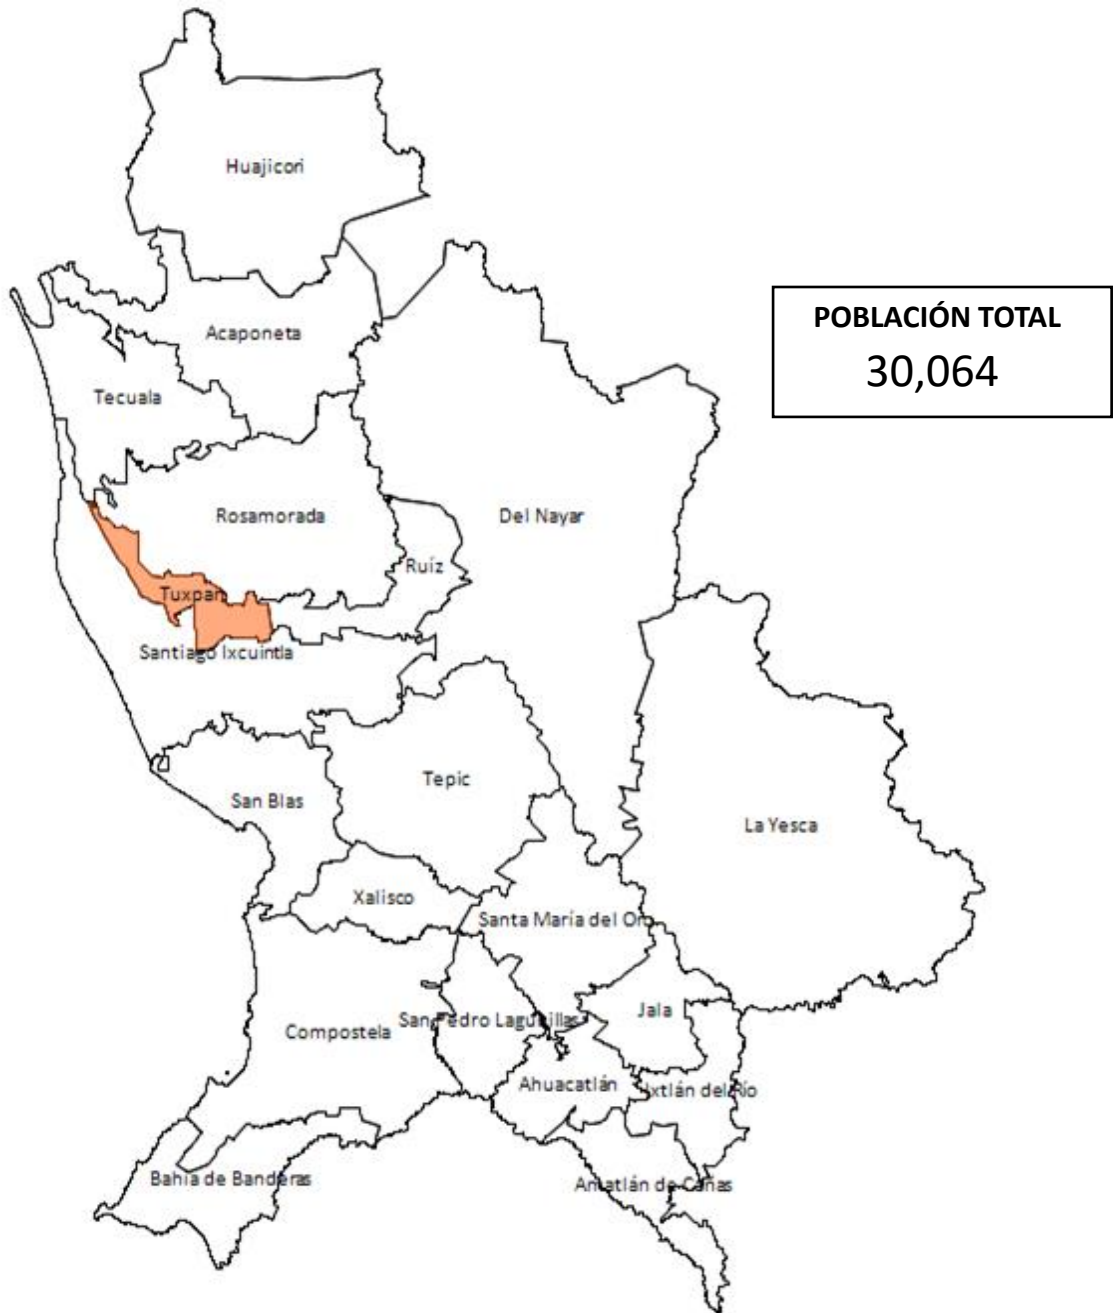 Huajicori
Acaponeta
Tecuala
POBLACIÓN TOTAL
30,064
Rosamorada
Del Nayar
Ruíz
Tuxpan
Santiago Ixcuintla
Tepic
San Blas
La Yesca
Xalisco
Santa María del Oro
Jala
San Pedro Lagunillas
Compostela
Ahuacatlán
Ixtlán del Río
Bahía de Banderas
Amatlán de Cañas